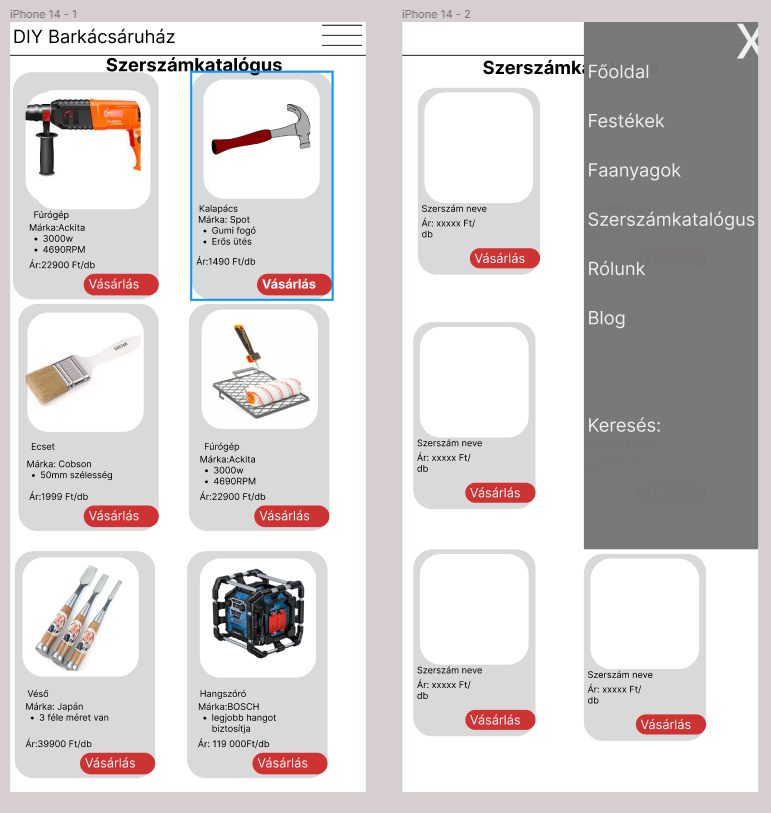 iPhone 14 - 1
DIY Barkácsáruház
Szerszámkatalógus
Fúrógép
Márka:Ackita
3000w
4690RPM
Ár:22900 Ft/db
Vásárlás
Kalapács
Márka: Spot
Gumi fogó
Erős ütés
Ár:1490 Ft/db
Vásárlás
Ecset
Márka: Cobson
50mm szélesség
Ár:1999 Ft/db
Vásárlás
Fúrógép
Márka:Ackita
3000w
4690RPM
Ár:22900 Ft/db
Vásárlás
Véső
Márka: Japán
3 féle méret van
Ár:39900 Ft/db
Vásárlás
Hangszóró
Márka:BOSCH
legjobb hangot
biztosítja
Ár: 119 000Ft/db
Vásárlás
iPhone 14 - 2
Szerszámka
X
Főoldal
Festékek
Faanyagok
Szerszámkatalógus
Rólunk
Blog
Keresés:
Szerszám neve
Ár: xxxxx Ft/
db
Vásárlás
Szerszám neve
Ár: xxxxx Ft/
db
Vásárlás
Szerszám neve
Ár: xxxxx Ft/
db
Vásárlás
Szerszám neve
Ár: xxxxx Ft/
db
Vásárlás